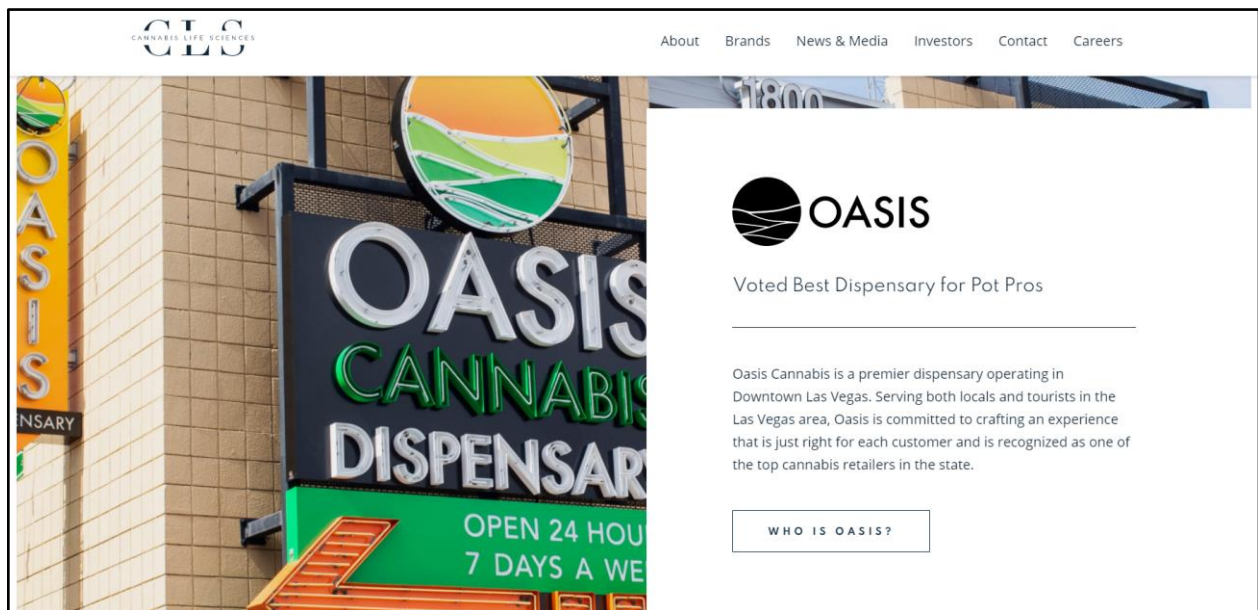 CLS
CANNABIS LIFE SCIENCES
About Brands News & Media Investors Contact Careers
OASIS
ENSARY
OASIS
CANNABIS
DISPENSARY
OPEN 24 HOU
7 DAYS A WE
1800
OASIS
Voted Best Dispensary for Pot Pros
Oasis Cannabis is a premier dispensary operating in
Downtown Las Vegas. Serving both locals and tourists in the
Las Vegas area, Oasis is committed to crafting an experience
that is just right for each customer and is recognized as one of
the top cannabis retailers in the state.
WHO IS OASIS?